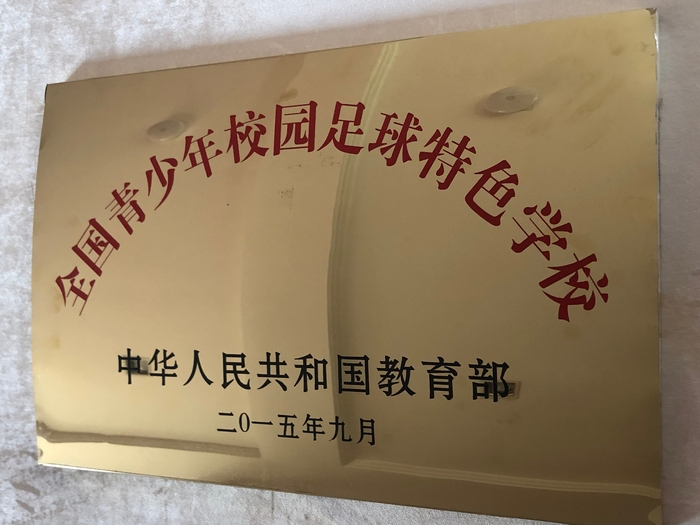 全国青少年校园足球特色学校
中华人民共和国教育部
二0一五年九月